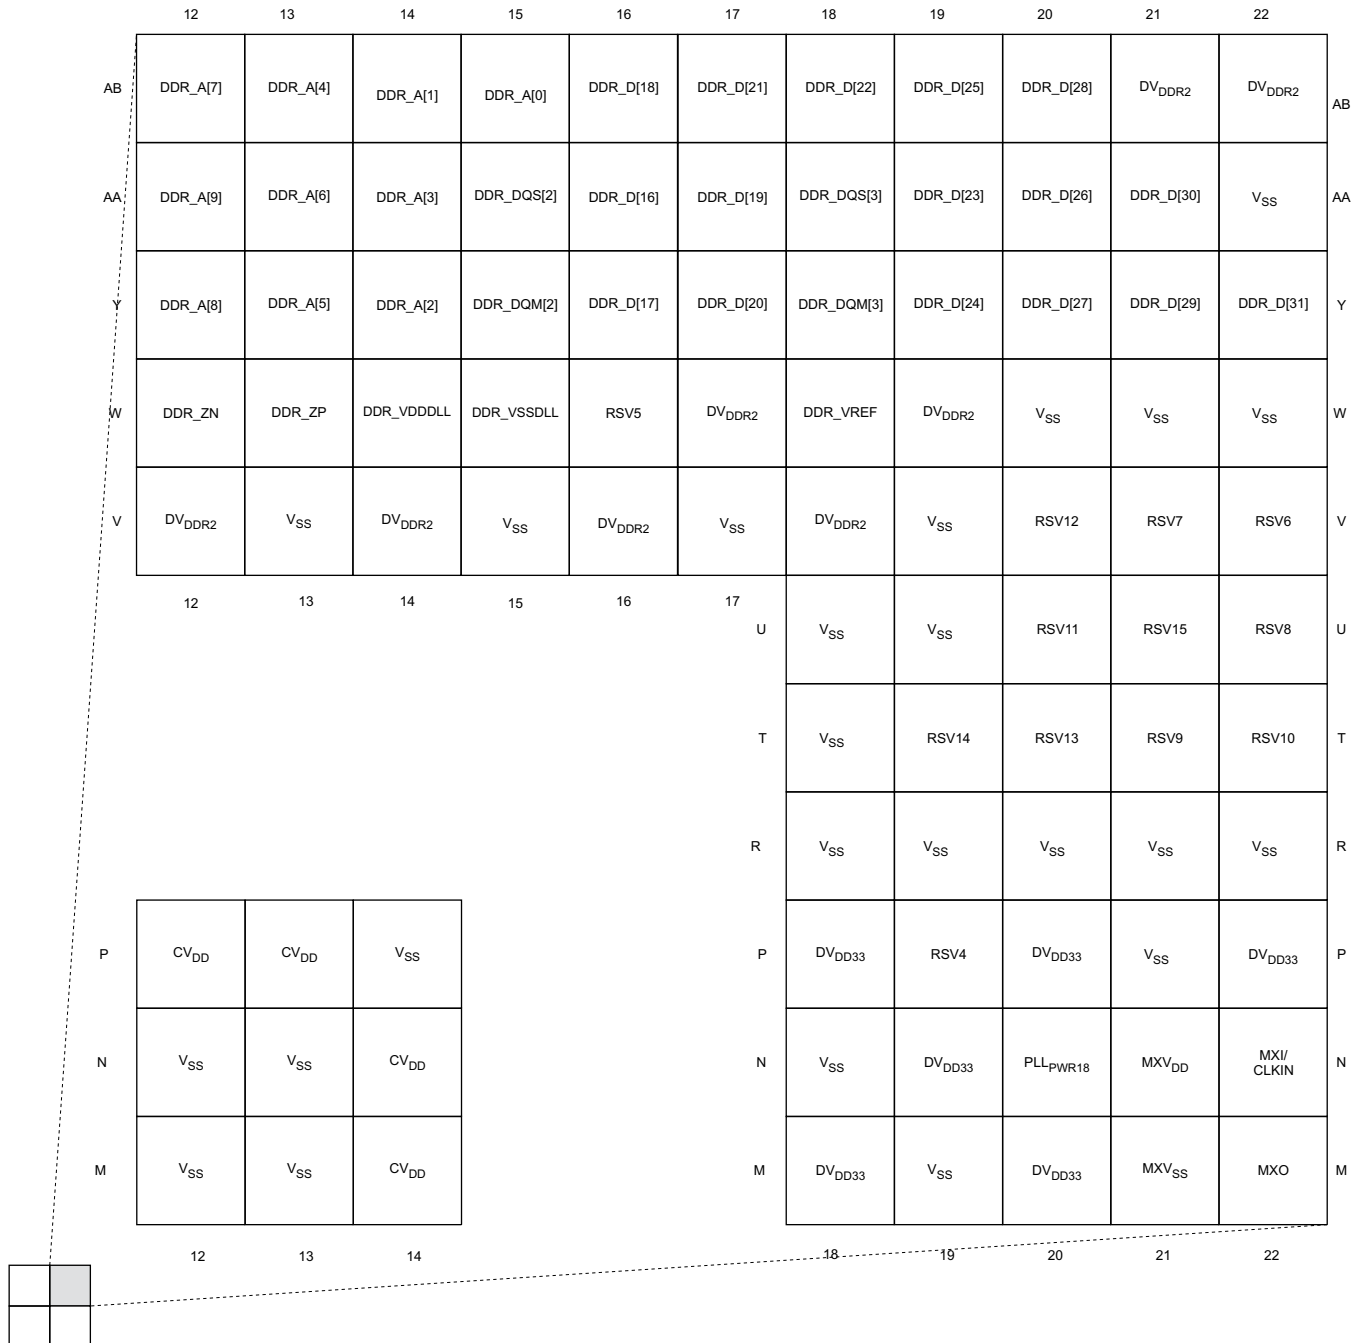 12 13 14 15 16 17 18 19 20 21 22
AB DDR_A[7] DDR_A[4] DDR_A[1] DDR_A[0] DDR_D[18] DDR_D[21] DDR_D[22] DDR_D[25] DDR_D[28] DVDDR2 DVDDR2 AB
AA DDR_A[9] DDR_A[6] DDR_A[3] DDR_DQS[2] DDR_D[16] DDR_D[19] DDR_DQS[3] DDR_D[23] DDR_D[26] DDR_D[30] VSS AA
Y DDR_A[8] DDR_A[5] DDR_A[2] DDR_DQM[2] DDR_D[17] DDR_D[20] DDR_DQM[3] DDR_D[24] DDR_D[27] DDR_D[29] DDR_D[31] Y
W DDR_ZN DDR_ZP DDR_VDDDLL DDR_VSSDLL RSV5 DVDDR2 DDR_VREF DVDDR2 VSS VSS VSS W
V DVDDR2 VSS DVDDR2 VSS DVDDR2 VSS DVDDR2 VSS RSV12 RSV7 RSV6 V
12 13 14 15 16 17
U VSS VSS RSV11 RSV15 RSV8 U
T VSS RSV14 RSV13 RSV9 RSV10 T
R VSS VSS VSS VSS VSS R
P CVDD CVDD VSS P DVDD33 RSV4 DVDD33 VSS DVDD33 P
N VSS VSS CVDD N VSS DVDD33 PLLPWR18 MXVDD MXI/ N
CLKIN
M VSS VSS CVDD M DVDD33 VSS DVDD33 MXVSS MXO M
12 13 14 18 19 20 21 22